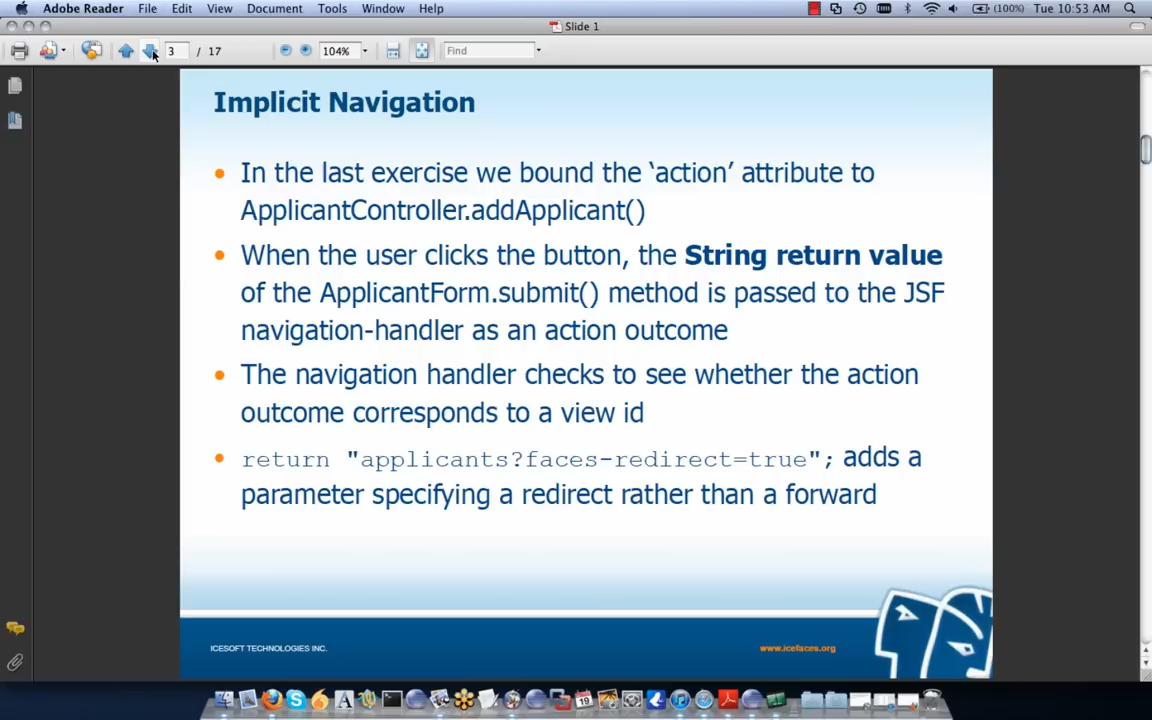 Adobe Reader File Edit View Document Tools Window Help (100%) Tue 10:53 AM
Slide 1
3 / 17 104% Find
Implicit Navigation
• In the last exercise we bound the ‘action’ attribute to
ApplicantController.addApplicant()
• When the user clicks the button, the String return value
of the ApplicantForm.submit() method is passed to the JSF
navigation-handler as an action outcome
• The navigation handler checks to see whether the action
outcome corresponds to a view id
• return "applicants?faces-redirect=true"; adds a
parameter specifying a redirect rather than a forward
ICESOFT TECHNOLOGIES INC. www.icefaces.org
19